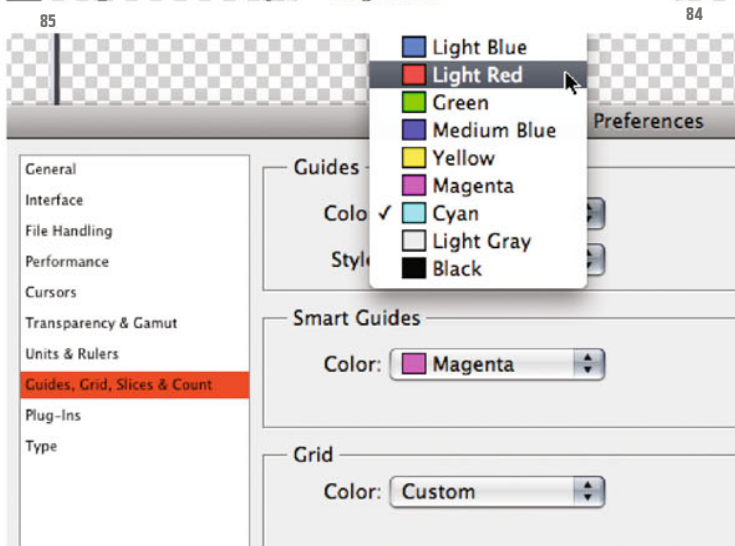 85
84
Light Blue
Light Red
Green
Medium Blue
Yellow
Magenta
Cyan
Light Gray
Black
Preferences
General
Interface
File Handling
Performance
Cursors
Transparency & Gamut
Units & Rulers
Guides, Grid, Slices & Count
Plug-Ins
Type
Guides
Colo
Style
Smart Guides
Color: Magenta
Grid
Color: Custom